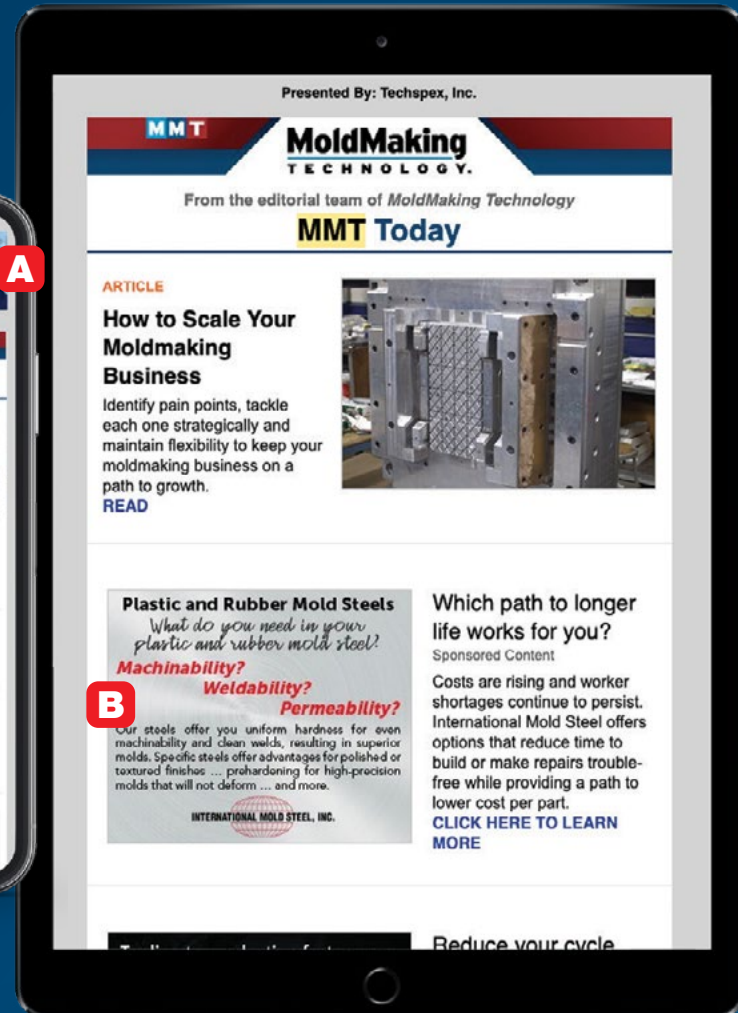 Presented By: Techspex, Inc.
MMT
MoldMaking
TECHNOLOGY.
From the editorial team of MoldMaking Technology
MMT Today
A
ARTICLE
How to Scale Your
Moldmaking
Business
Identify pain points, tackle
each one strategically and
maintain flexibility to keep your
moldmaking business on a
path to growth.
READ
Plastic and Rubber Mold Steels
What do you need in your
plastic and rubber mold steel?
Machinability?
Weldability?
Permeability?
B
Our steels offer you uniform hardness for even
machinability and clean welds, resulting in superior
molds. Specific steels offer advantages for polished or
textured finishes ... prehardening for high-precision
molds that will not deform ... and more.
INTERNATIONAL MOLD STEEL, INC.
Which path to longer
life works for you?
Sponsored Content
Costs are rising and worker
shortages continue to persist.
International Mold Steel offers
options that reduce time to
build or make repairs trouble-
free while providing a path to
lower cost per part.
CLICK HERE TO LEARN
MORE
Reduce your cycle